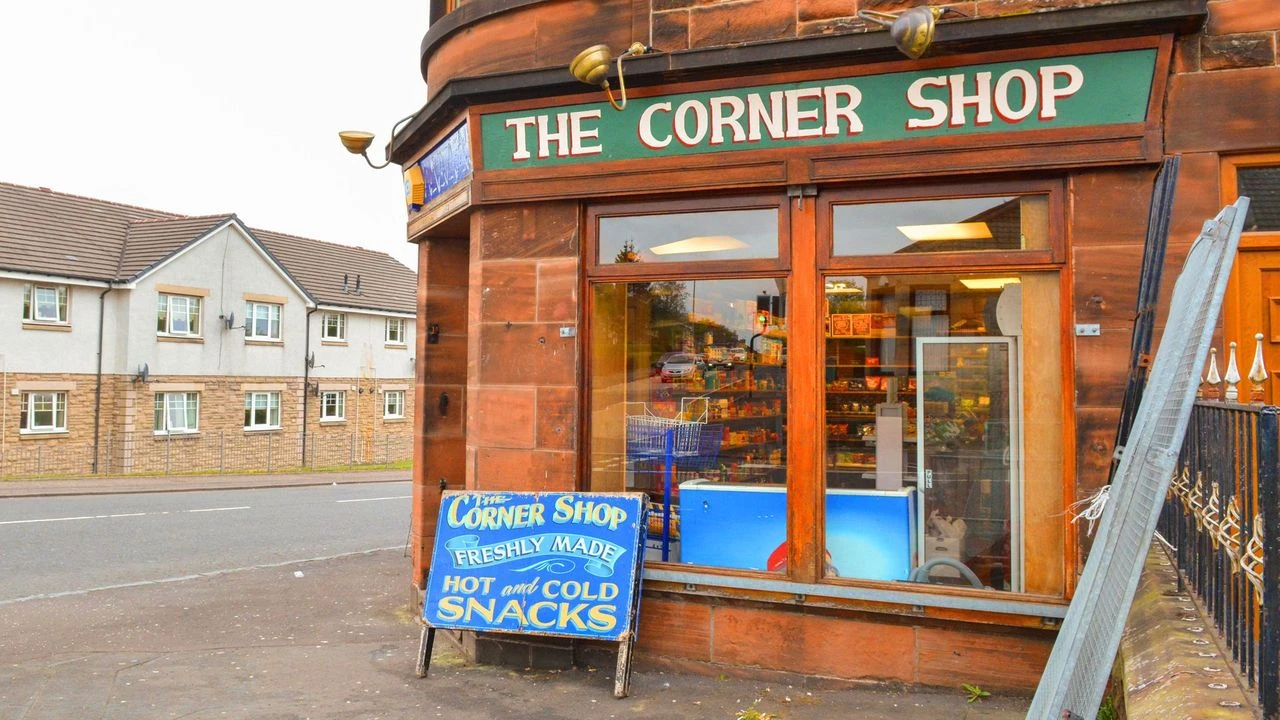 THE CORNER SHOP
THE
CORNER SHOP
FRESHLY MADE
HOT and COLD
SNACKS